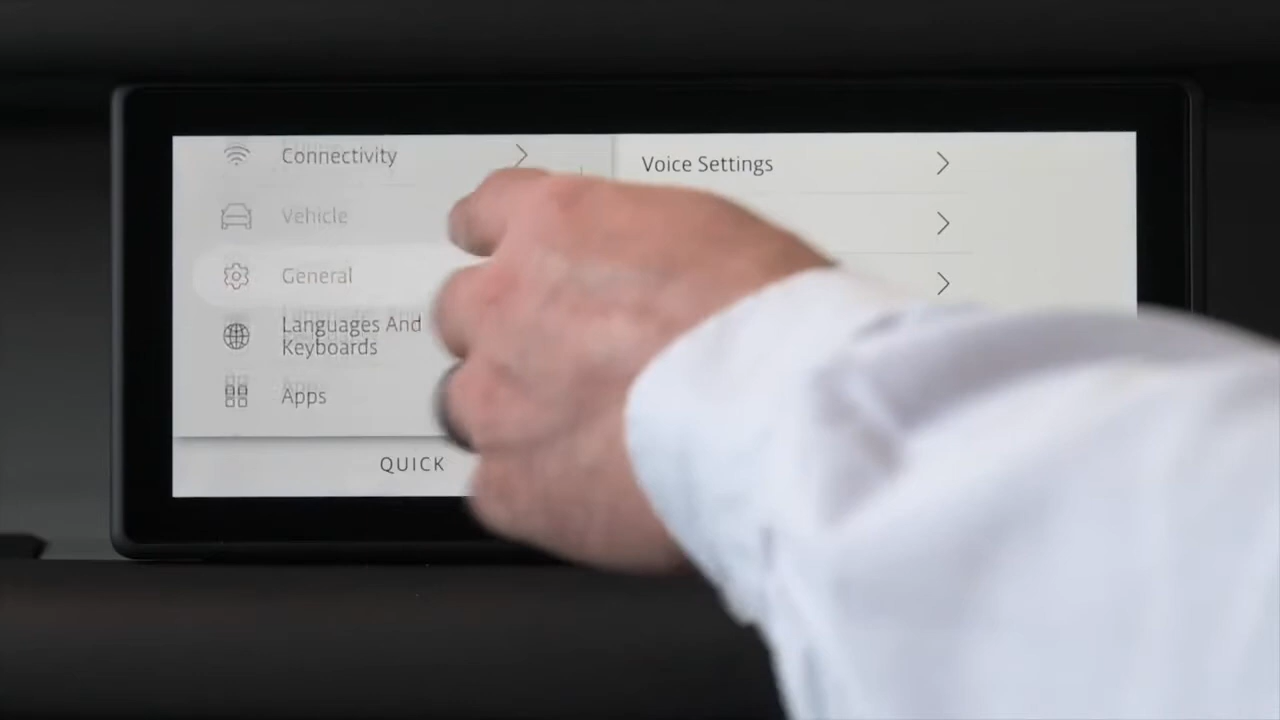 Connectivity
Vehicle
General
Languages And
Keyboards
Apps
Voice Settings
QUICK